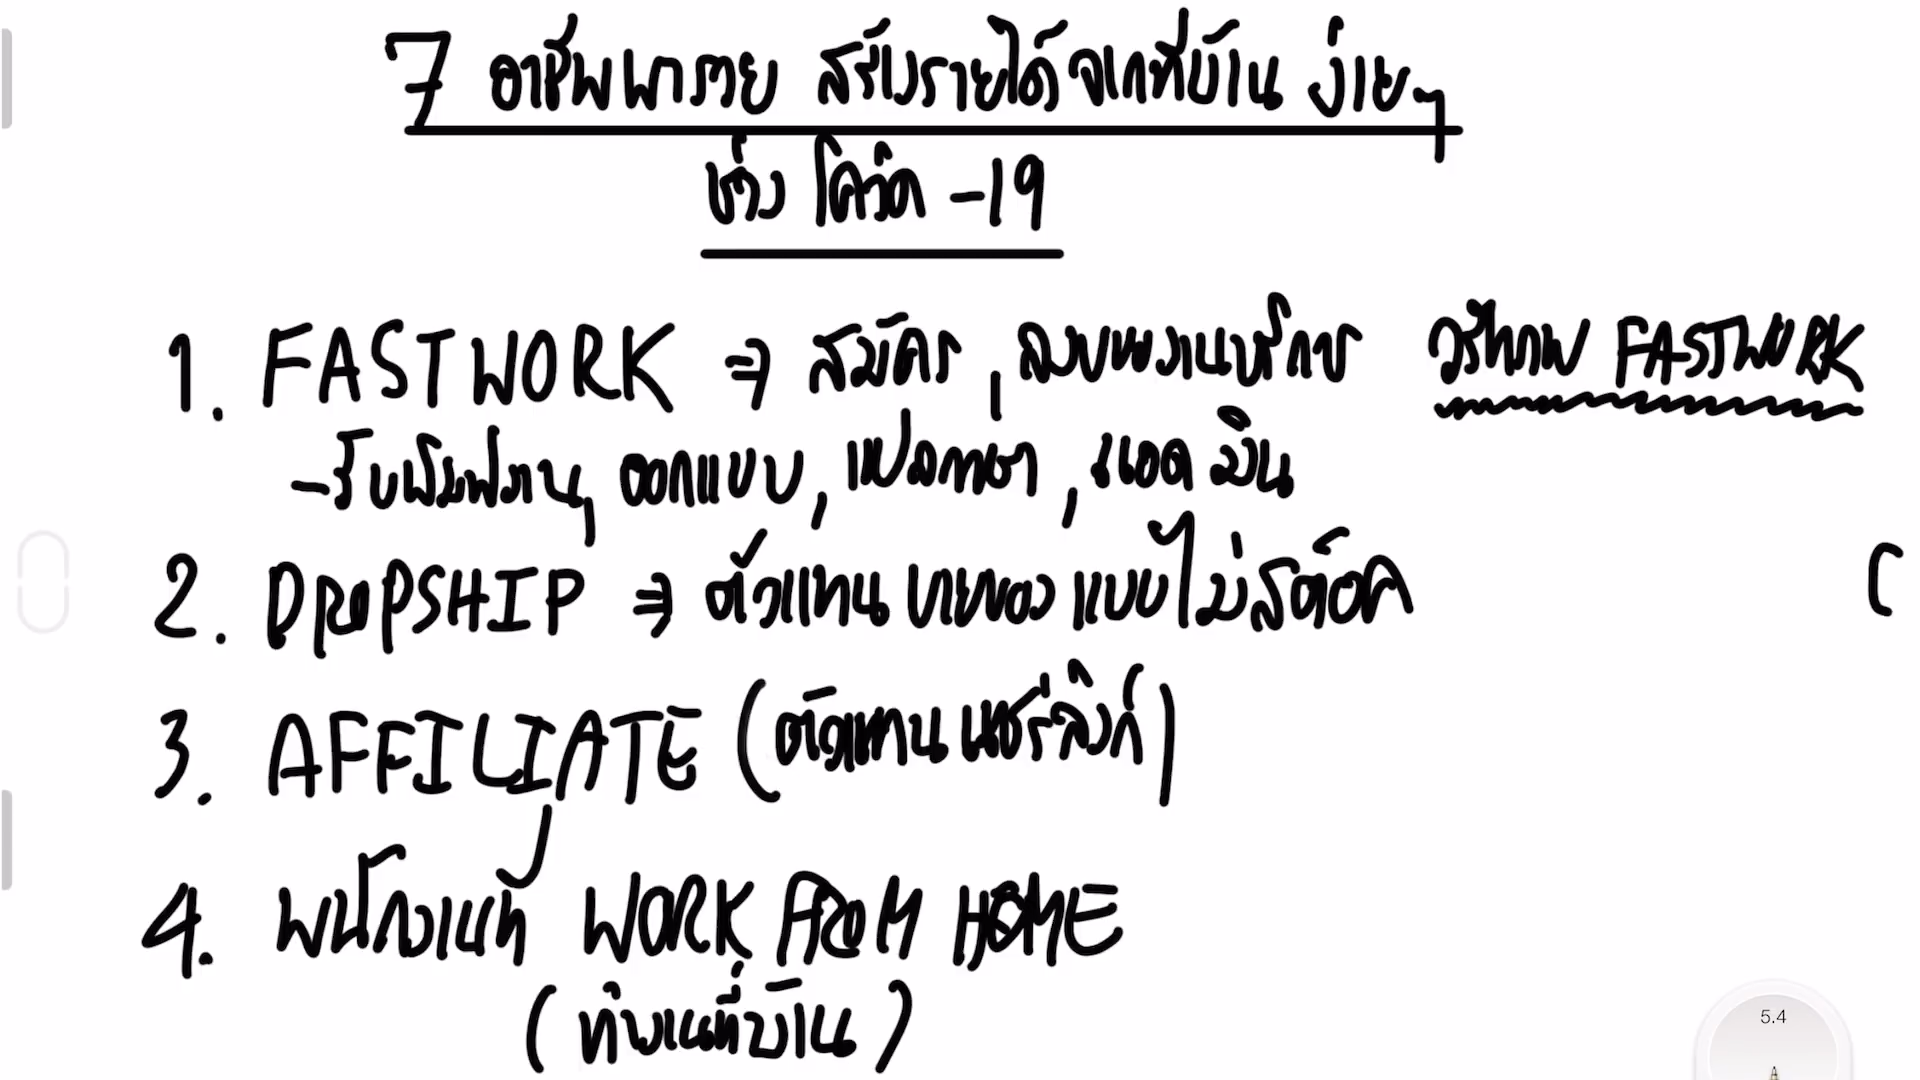 7 อาชีพพารวย สร้างรายได้จากที่บ้าน ง่ายๆ
ช่วง โควิด -19
1. FASTWORK ⇒ สมัคร, ลงขายงานบริการ วิธีทำภาพ FASTWORK
- รับพิมพ์งาน, ออกแบบ, แปลภาษา, แอดมิน
2. DROPSHIP ⇒ ตัวแทน ขายของ แบบไม่สต๊อค
3. AFFILIATE (ตัวแทน แชร์ลิงก์)
4. พนักงานที่ WORK FROM HOME
(ทำงานที่บ้าน)
5.4